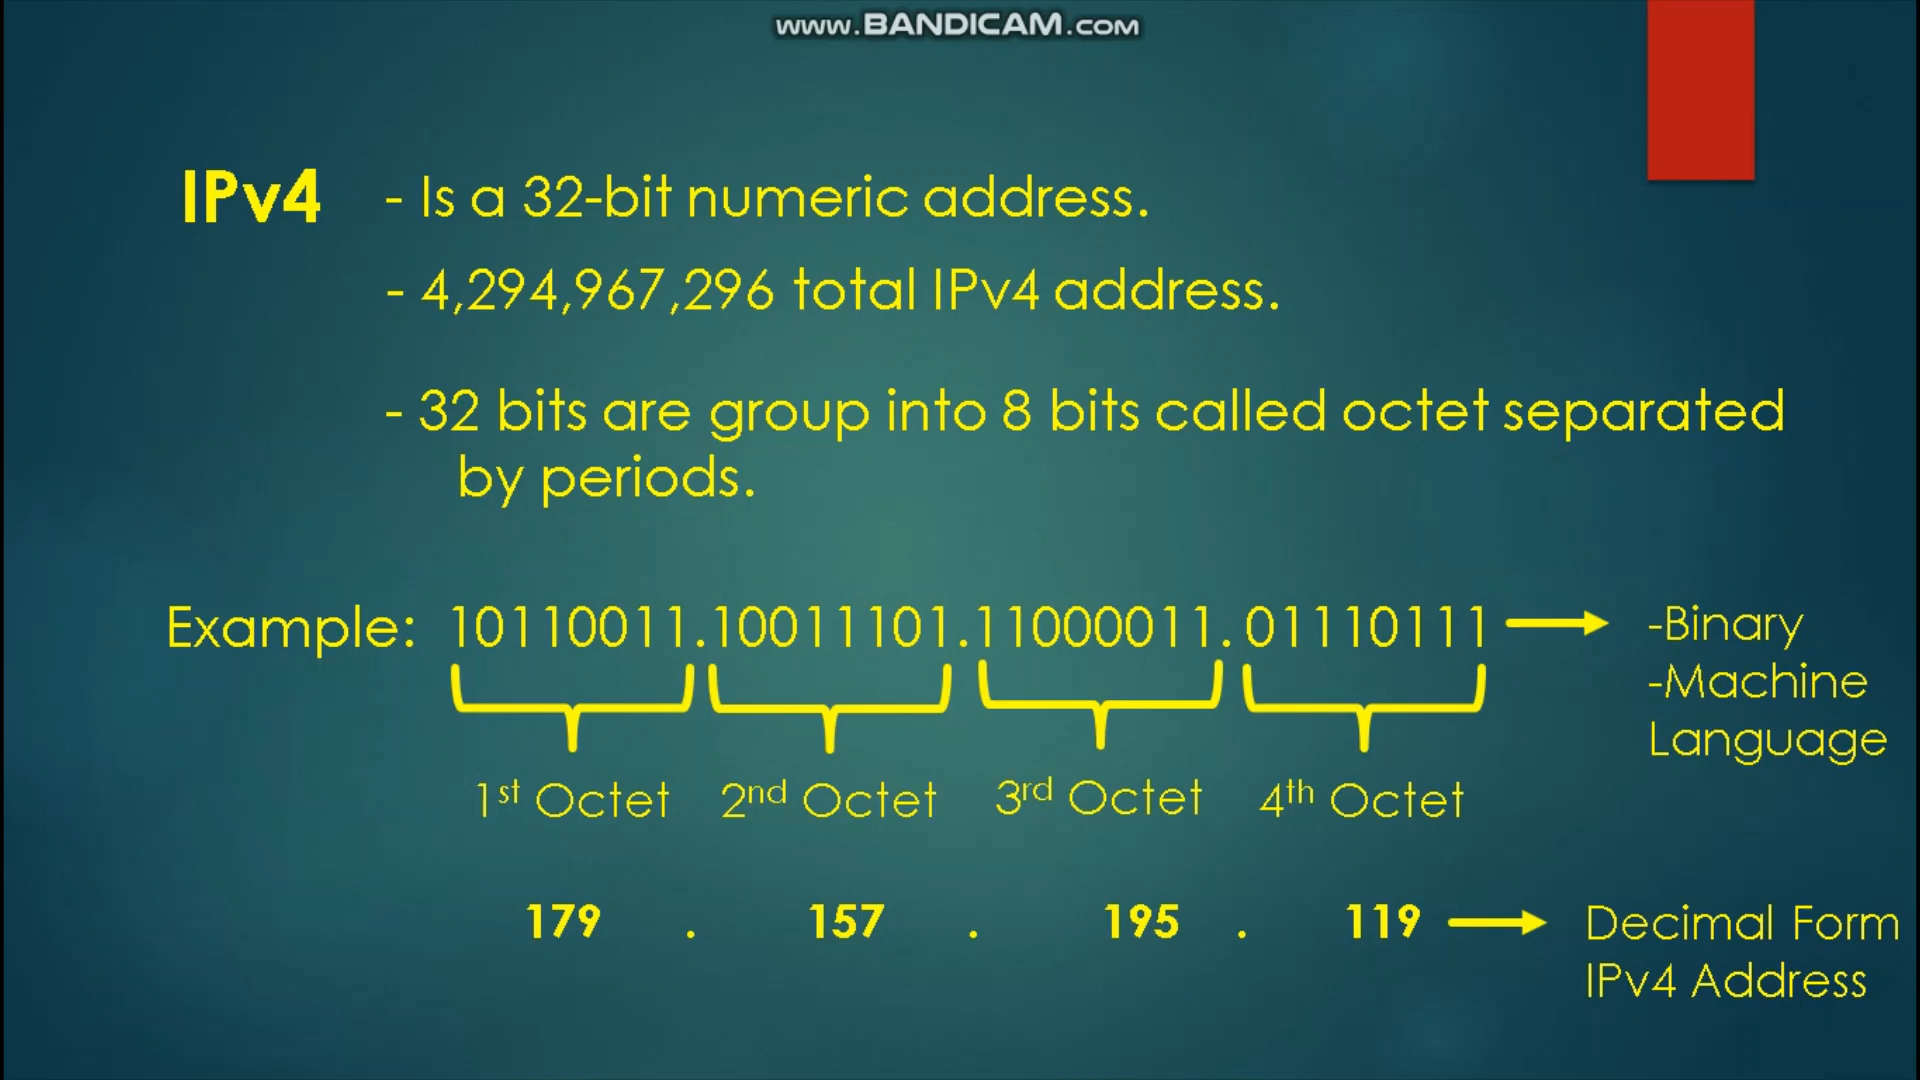 www.BANDICAM.COM
IPv4 - Is a 32-bit numeric address.
- 4,294,967,296 total IPv4 address.
- 32 bits are group into 8 bits called octet separated
by periods.
Example: 10110011.10011101.11000011.01110111
-Binary
-Machine
Language
1st Octet 2nd Octet 3rd Octet 4th Octet
179 . 157 . 195 . 119
Decimal Form
IPv4 Address